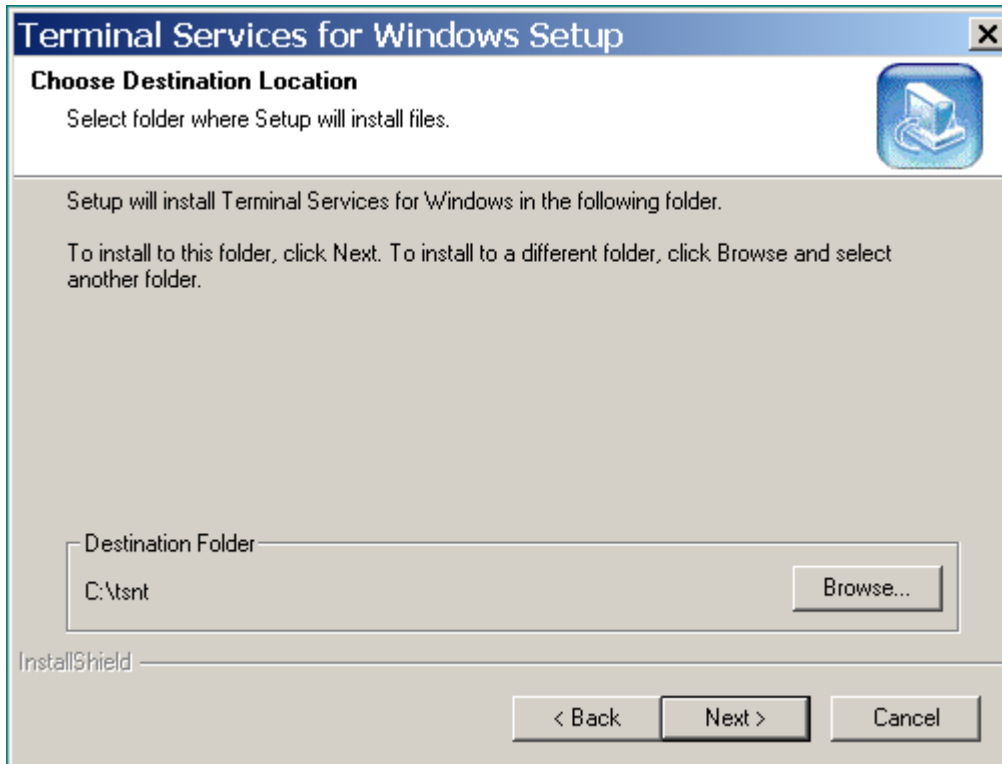 Terminal Services for Windows Setup
Choose Destination Location
Select folder where Setup will install files.
Setup will install Terminal Services for Windows in the following folder.
To install to this folder, click Next. To install to a different folder, click Browse and select
another folder.
Destination Folder
C:\tsnt
Browse...
InstallShield
< Back
Next >
Cancel